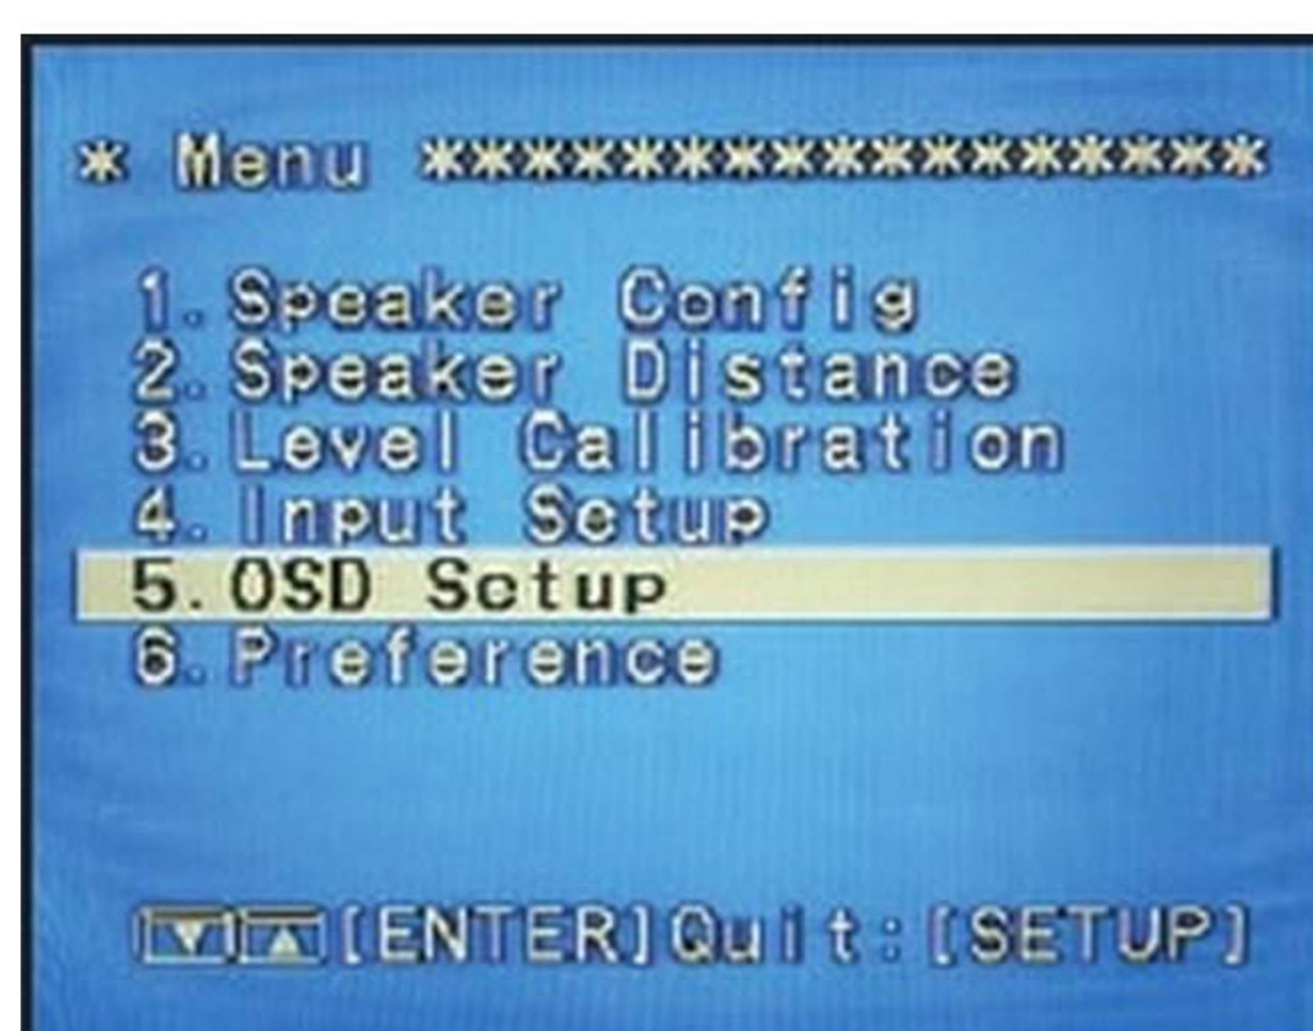 * Menu *****************
1. Speaker Config
2. Speaker Distance
3. Level Calibration
4. Input Setup
5. OSD Setup
6. Preference
[▼][▲][ENTER]Quit:[SETUP]